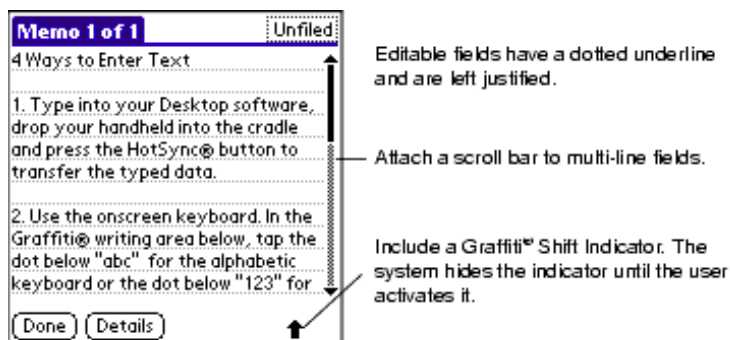 Memo 1 of 1
Unfiled
4 Ways to Enter Text
1. Type into your Desktop software,
drop your handheld into the cradle
and press the HotSync® button to
transfer the typed data.
2. Use the onscreen keyboard. In the
Graffiti® writing area below, tap the
dot below "abc" for the alphabetic
keyboard or the dot below "123" for
Done
Details
Editable fields have a dotted underline
and are left justified.
Attach a scroll bar to multi-line fields.
Include a Graffiti® Shift Indicator. The
system hides the indicator until the user
activates it.